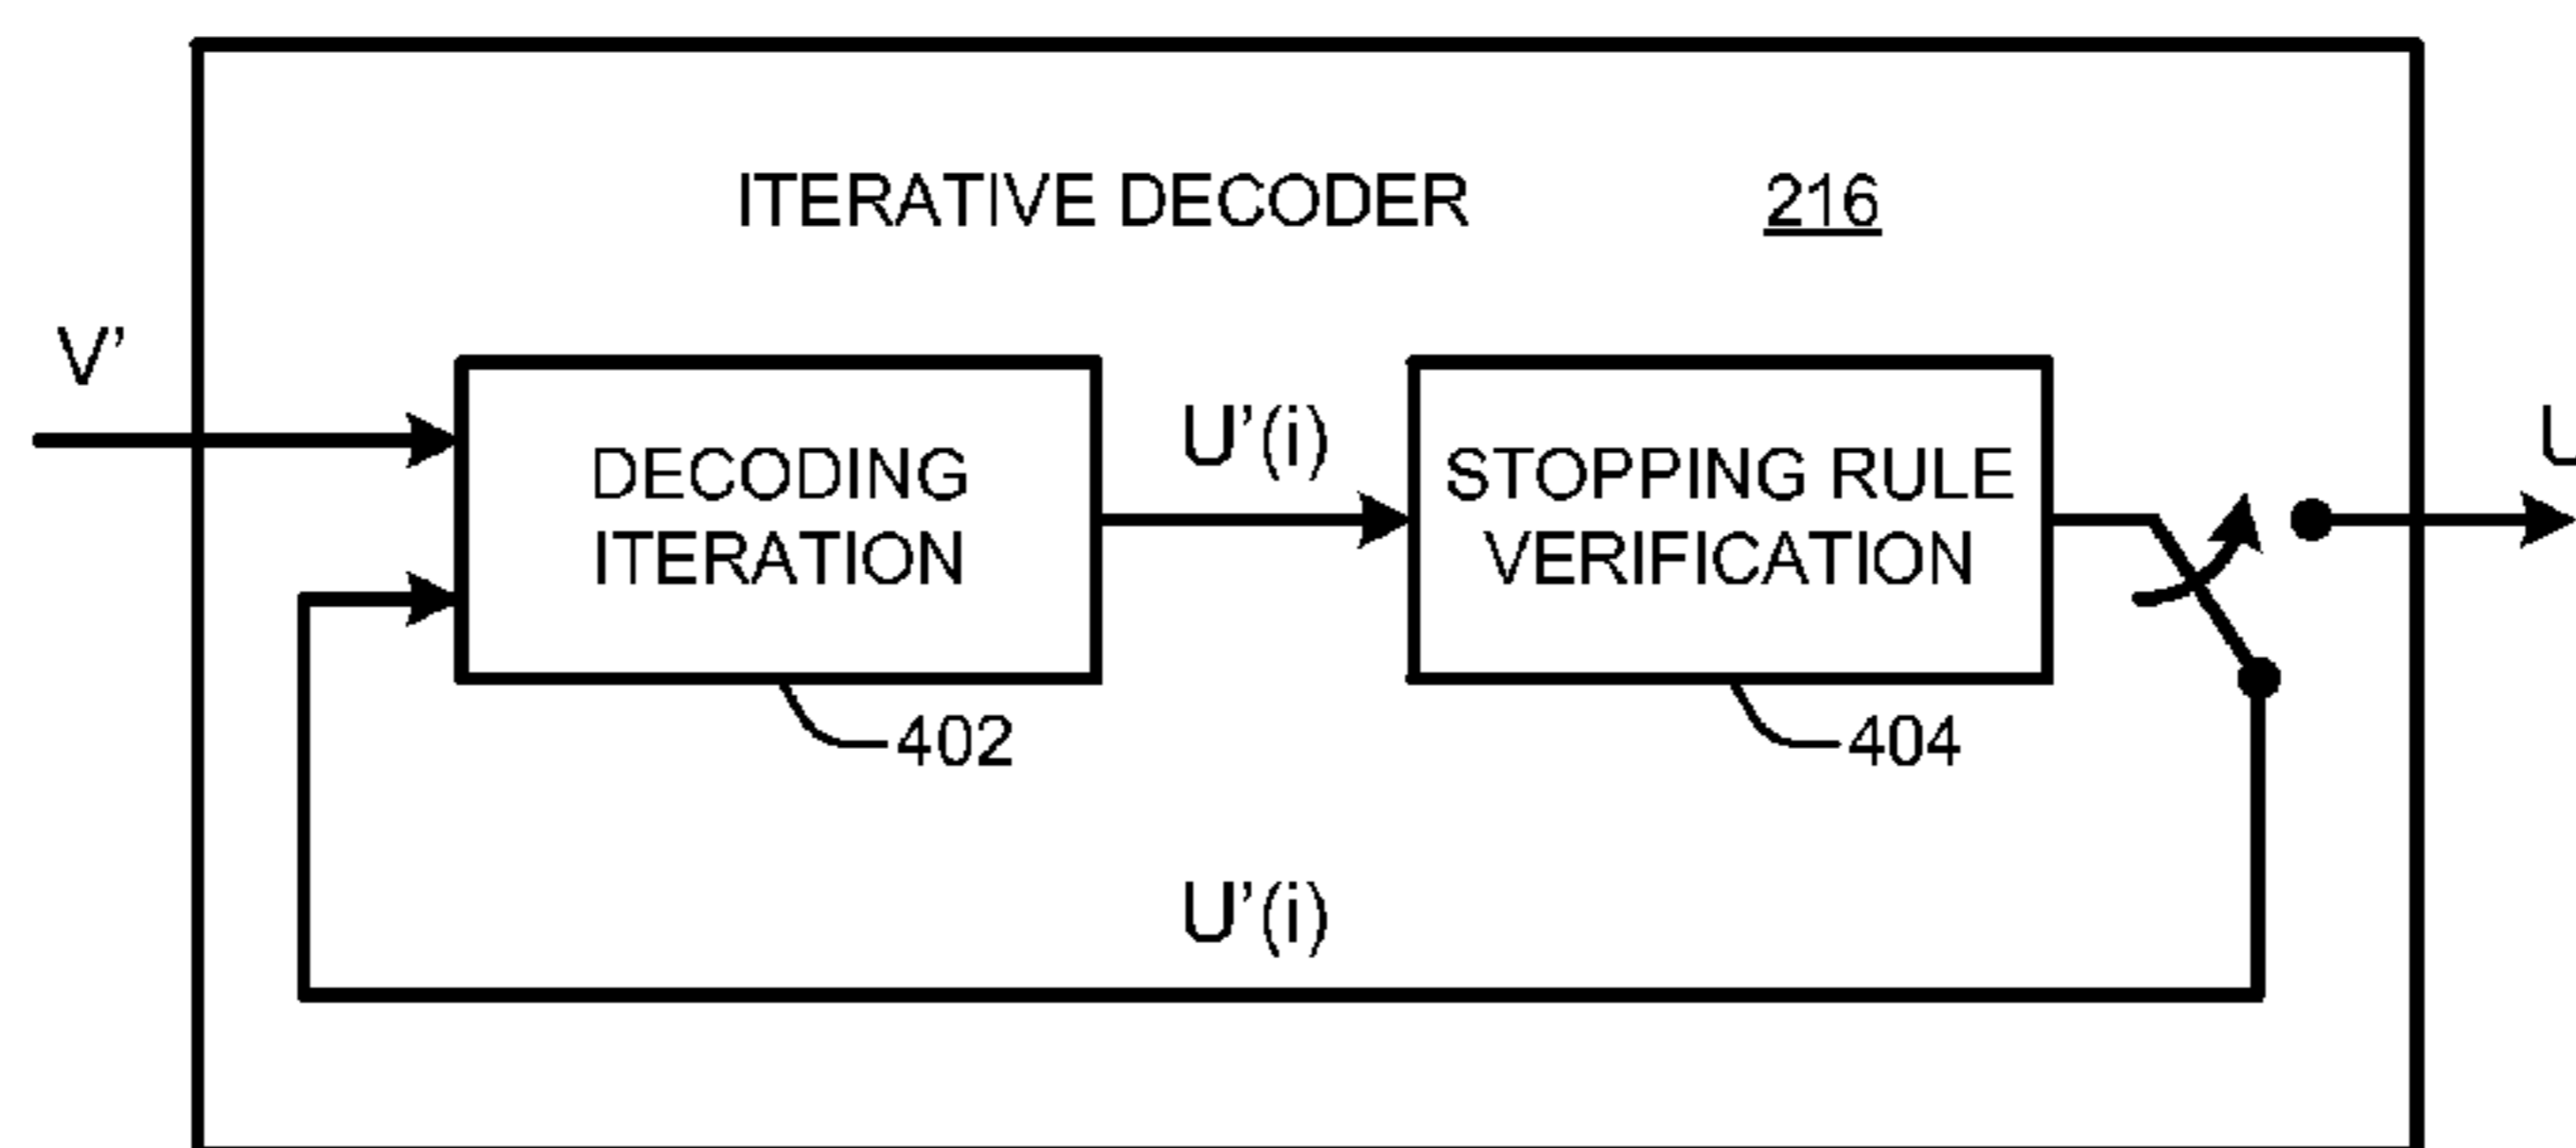 ITERATIVE DECODER 216
V’
U’(i)
DECODING
ITERATION
STOPPING RULE
VERIFICATION
402
404
U’(i)